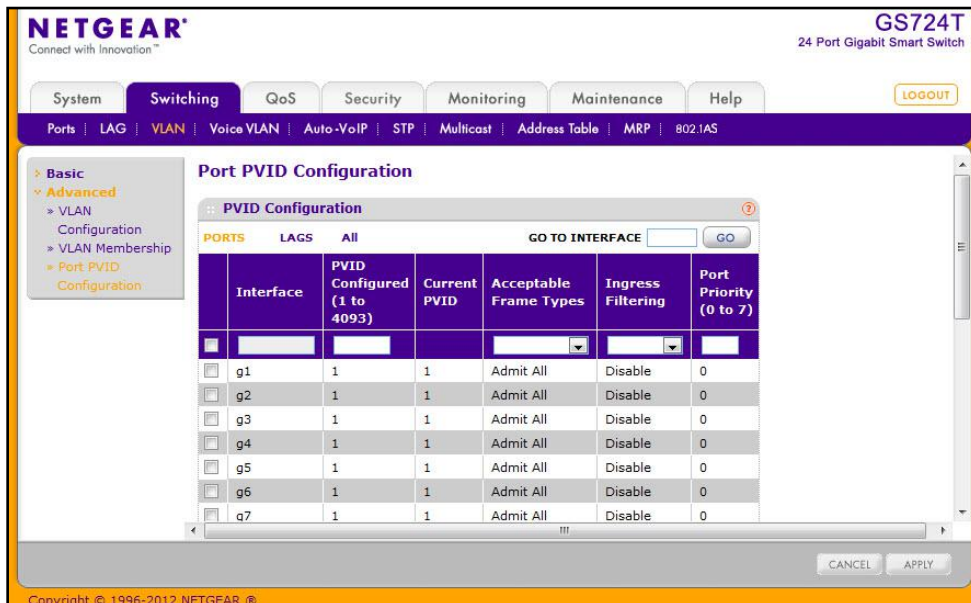 NETGEAR®
Connect with Innovation™
GS724T
24 Port Gigabit Smart Switch
System Switching QoS Security Monitoring Maintenance Help LOGOUT
Ports LAG VLAN Voice VLAN Auto-VoIP STP Multicast Address Table MRP 802.1AS
Basic
Advanced
» VLAN
Configuration
» VLAN Membership
» Port PVID
Configuration
Port PVID Configuration
PVID Configuration ?
PORTS LAGS All GO TO INTERFACE GO
Interface PVID Configured (1 to 4093) Current PVID Acceptable Frame Types Ingress Filtering Port Priority (0 to 7)
g1 1 1 Admit All Disable 0
g2 1 1 Admit All Disable 0
g3 1 1 Admit All Disable 0
g4 1 1 Admit All Disable 0
g5 1 1 Admit All Disable 0
g6 1 1 Admit All Disable 0
g7 1 1 Admit All Disable 0
CANCEL APPLY
Copyright © 1996-2012 NETGEAR ®